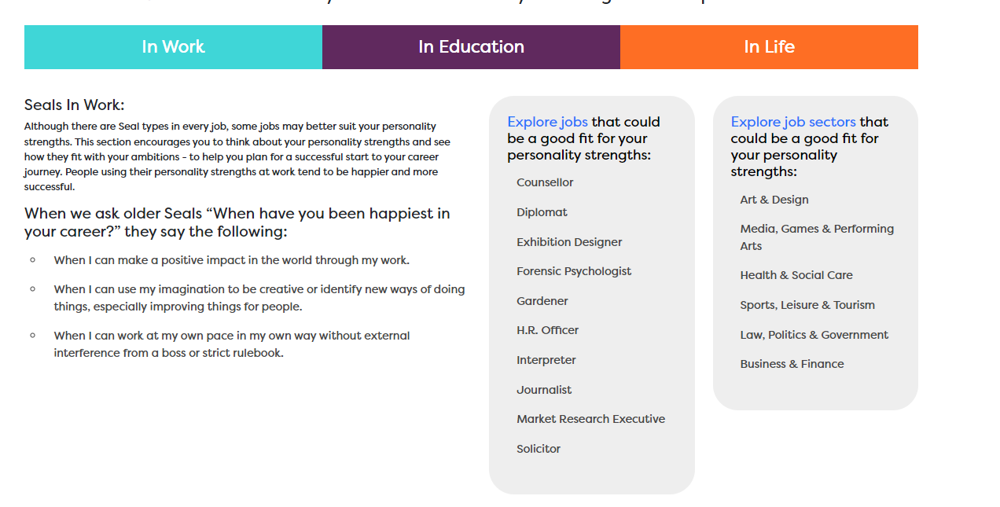 In Work
In Education
In Life
Seals In Work:
Although there are Seal types in every job, some jobs may better suit your personality
strengths. This section encourages you to think about your personality strengths and see
how they fit with your ambitions - to help you plan for a successful start to your career
journey. People using their personality strengths at work tend to be happier and more
successful.
When we ask older Seals “When have you been happiest in
your career?” they say the following:
When I can make a positive impact in the world through my work.
When I can use my imagination to be creative or identify new ways of doing
things, especially improving things for people.
When I can work at my own pace in my own way without external
interference from a boss or strict rulebook.
Explore jobs that could
be a good fit for your
personality strengths:
Counsellor
Diplomat
Exhibition Designer
Forensic Psychologist
Gardener
H.R. Officer
Interpreter
Journalist
Market Research Executive
Solicitor
Explore job sectors that
could be a good fit for
your personality
strengths:
Art & Design
Media, Games & Performing
Arts
Health & Social Care
Sports, Leisure & Tourism
Law, Politics & Government
Business & Finance